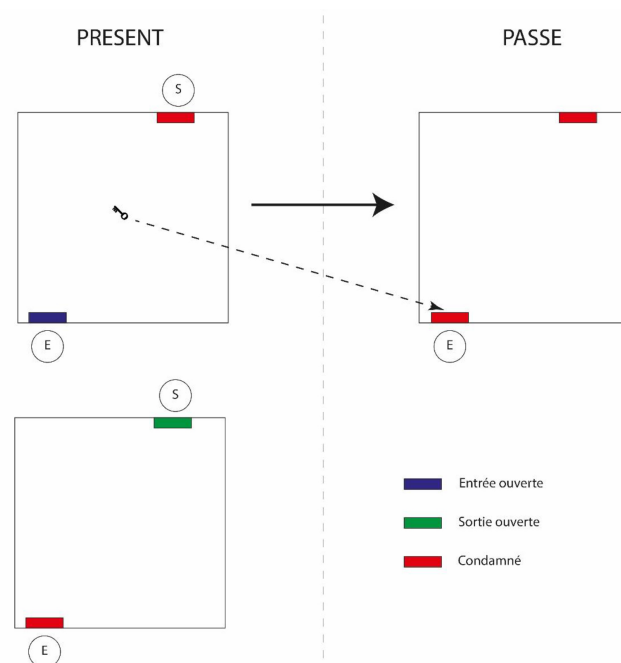 PRESENT
PASSE
S
E
E
S
E
Entrée ouverte
Sortie ouverte
Condamné